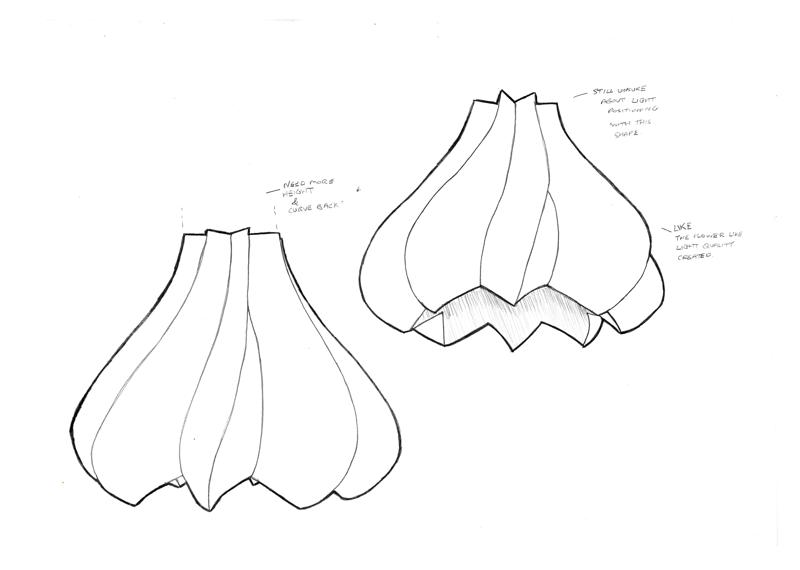 STILL UNSURE
ABOUT LIGHT
POSITIONING
WITH THIS
SHAPE.
NEED MORE
HEIGHT
&
CURVE BACK
LIKE
THE FLOWER LIKE
LIGHT QUALITY
CREATED.